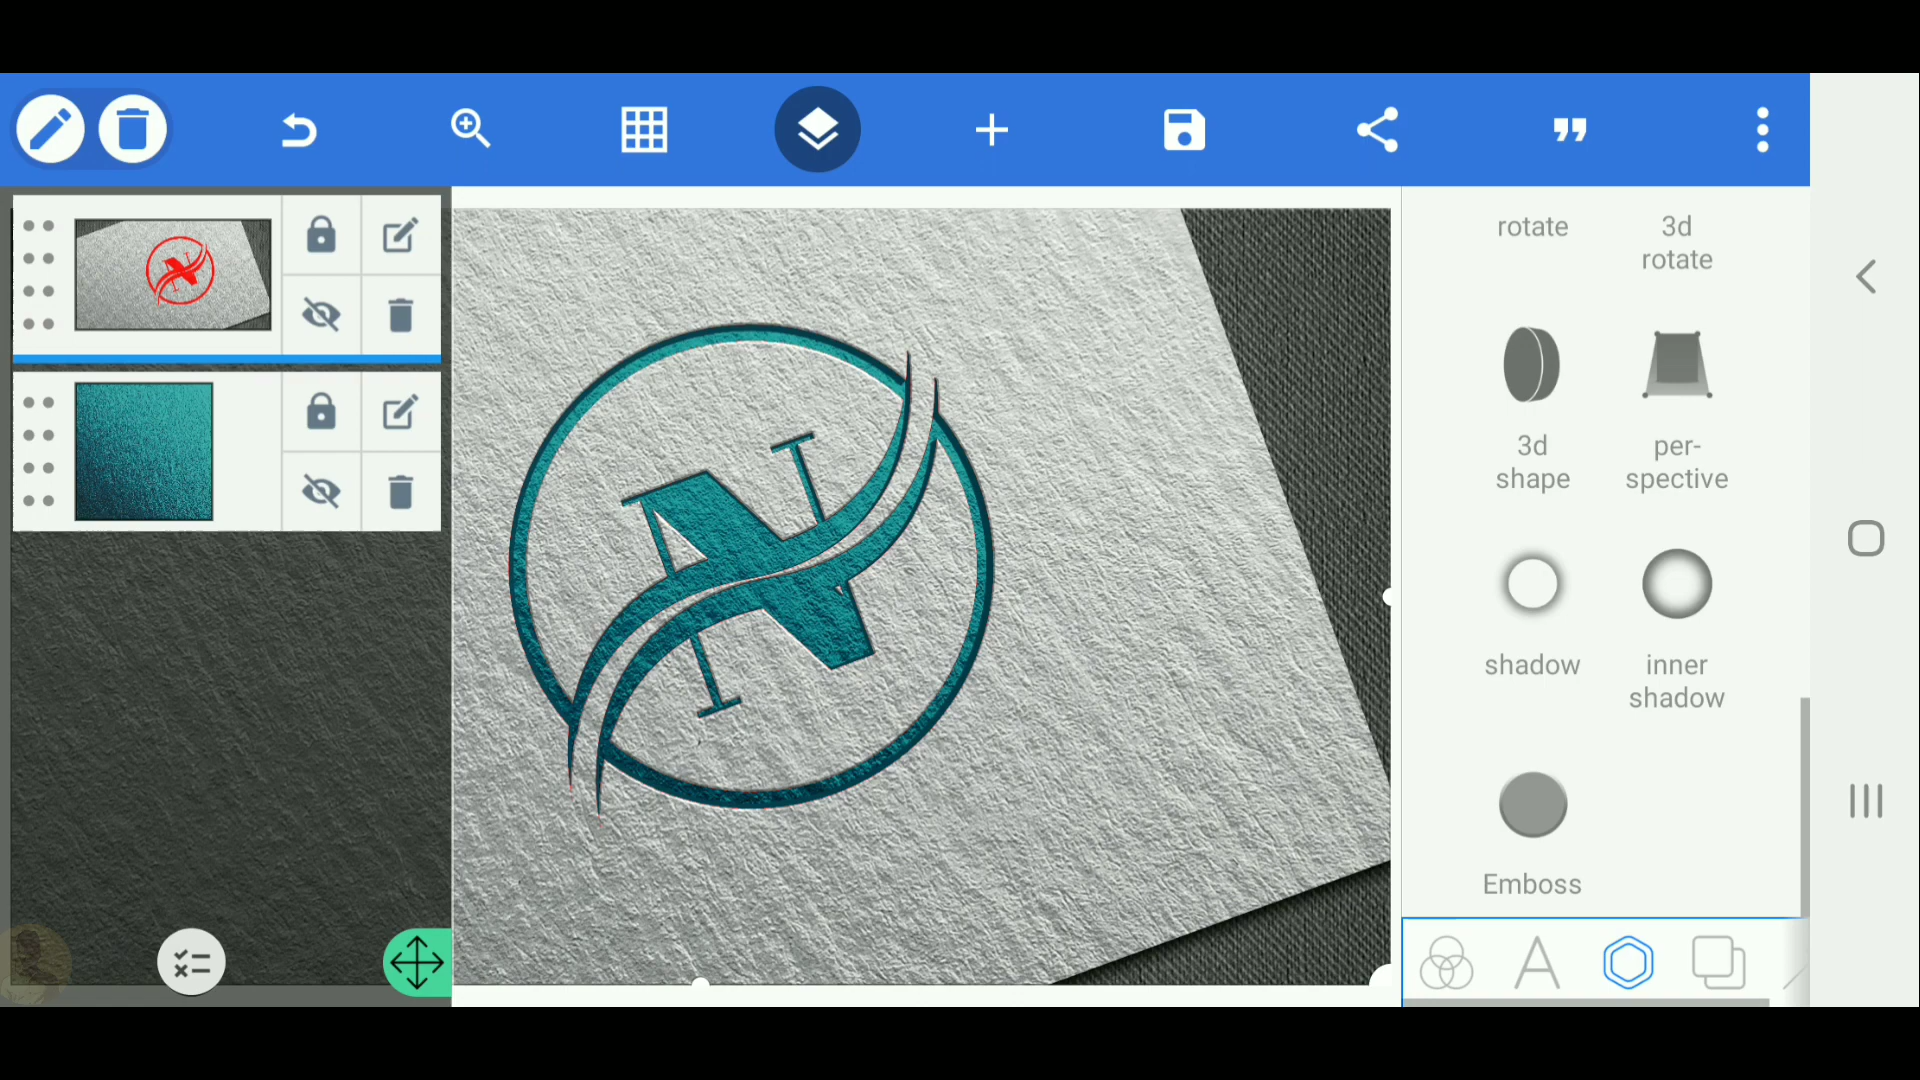 rotate
3d
rotate
3d
shape
per-
spective
shadow
inner
shadow
Emboss
N